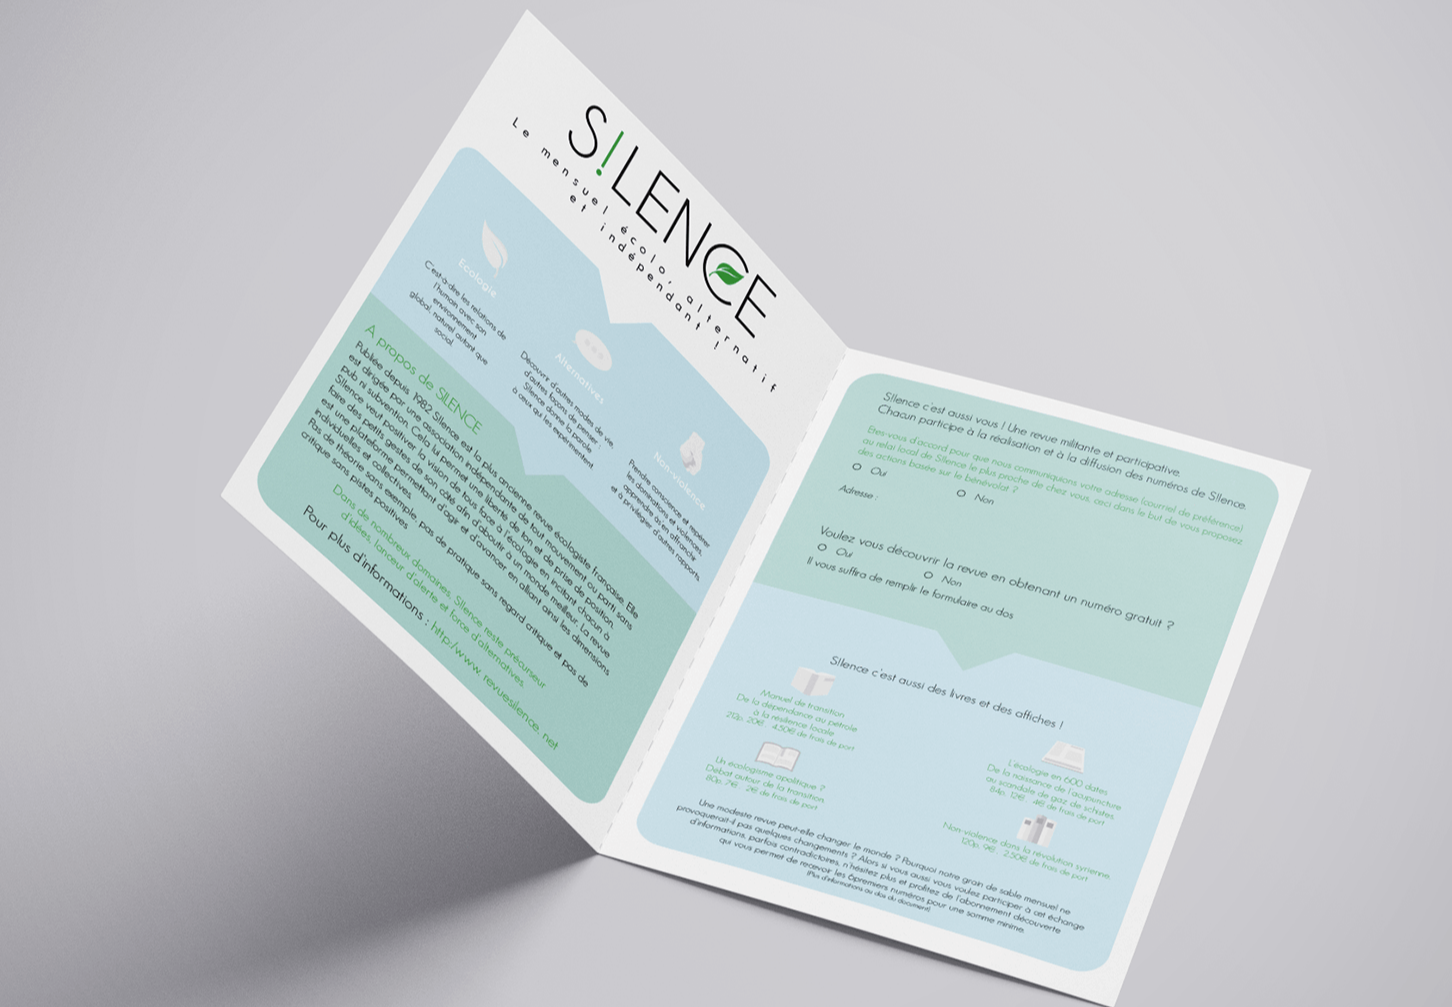 S!LENCE
Le mensuel écolo, alternatif
et indépendant !
Ecologie
C'est-à-dire les relations de
l'humain avec son
environnement
global, naturel autant que
social.
Alternatives
Découvrir d'autres modes de vie
d'autres façons de penser :
S!lence donne la parole
à ceux qui les expérimentent
Non-violence
Prendre conscience et repérer
les dominations et violences,
apprendre à s'en affranchir
et à privilégier d'autres rapports.
A propos de S!LENCE
Publiée depuis 1982 S!lence est la plus ancienne revue écologiste française. Elle
est dirigée par une association indépendante de tout mouvement ou parti sans
pub ni subvention. Cela lui permet une liberté de ton et de prise de position.
S!lence veut positiver la vision de tous face à l'écologie en incitant chacun à
faire des petits gestes de son côté afin d'aboutir à un monde meilleur. La revue
est une plateforme permettant d'agir et d'avancer en alliant ainsi les dimensions
individuelles et collectives.
Pas de théorie sans exemple, pas de pratique sans regard critique et pas de
critique sans pistes positives
Dans de nombreux domaines, S!lence reste précurseur
d'idées, lanceur d'alerte et force d'alternatives.
Pour plus d'informations : http:/www. revuesilence. net
S!lence c'est aussi vous ! Une revue militante et participative.
Chacun participe à la réalisation et à la diffusion des numéros de S!lence.
Etes-vous d'accord pour que nous communiquions votre adresse (courriel de préférence)
au relai local de S!lence le plus proche de chez vous, ceci dans le but de vous proposez
des actions basée sur le bénévolat ?
Oui
Non
Adresse :
Voulez vous découvrir la revue en obtenant un numéro gratuit ?
Oui
Non
Il vous suffira de remplir le formulaire au dos
S!lence c'est aussi des livres et des affiches !
Manuel de transition
De la dépendance au pétrole
à la résilience locale
212p. 20€ . 4,50€ de frais de port
Un écologisme apolitique ?
Débat autour de la transition
80p. 7€ . 2€ de frais de port
L'écologie en 600 dates
De la naissance de l'acupuncture
au scandale de gaz de schistes
84p. 12€ . 4€ de frais de port
Non-violence dans la révolution syrienne.
120p. 9€ . 2,50€ de frais de port
Une modeste revue peut-elle changer le monde ? Pourquoi notre grain de sable mensuel ne
provoquerait-il pas quelques changements ? Alors si vous aussi vous voulez participer à cet échange
d'informations, parfois contradictoires, n'hésitez plus et profitez de l'abonnement découverte
qui vous permet de recevoir les 6premiers numéros pour une somme minime.
(Plus d'informations au dos du document)